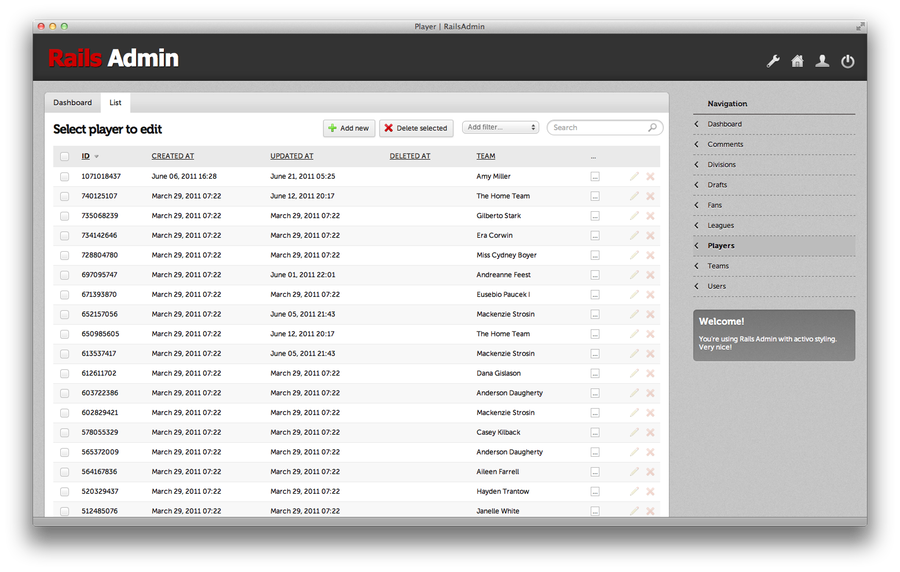 Player | RailsAdmin
Rails Admin
Dashboard List
Select player to edit
Add new Delete selected Add filter... Search
ID CREATED AT UPDATED AT DELETED AT TEAM ...
1071018437 June 06, 2011 16:28 June 21, 2011 05:25 Amy Miller ...
740125107 March 29, 2011 07:22 June 12, 2011 20:17 The Home Team ...
735068239 March 29, 2011 07:22 March 29, 2011 07:22 Gilberto Stark ...
734142646 March 29, 2011 07:22 March 29, 2011 07:22 Era Corwin ...
728804780 March 29, 2011 07:22 March 29, 2011 07:22 Miss Cydney Boyer ...
697095747 March 29, 2011 07:22 June 01, 2011 22:01 Andreanne Feest ...
671393870 March 29, 2011 07:22 March 29, 2011 07:22 Eusebio Paucek I ...
652157056 March 29, 2011 07:22 June 05, 2011 21:43 Mackenzie Strosin ...
650985605 March 29, 2011 07:22 June 12, 2011 20:17 The Home Team ...
613537417 March 29, 2011 07:22 June 05, 2011 21:43 Mackenzie Strosin ...
612611702 March 29, 2011 07:22 March 29, 2011 07:22 Dana Gislason ...
603722386 March 29, 2011 07:22 March 29, 2011 07:22 Anderson Daugherty ...
602829421 March 29, 2011 07:22 March 29, 2011 07:22 Mackenzie Strosin ...
578055329 March 29, 2011 07:22 March 29, 2011 07:22 Casey Kilback ...
565372009 March 29, 2011 07:22 March 29, 2011 07:22 Anderson Daugherty ...
564167836 March 29, 2011 07:22 March 29, 2011 07:22 Aileen Farrell ...
520329437 March 29, 2011 07:22 March 29, 2011 07:22 Hayden Trantow ...
512485076 March 29, 2011 07:22 March 29, 2011 07:22 Janelle White ...
Navigation
Dashboard
Comments
Divisions
Drafts
Fans
Leagues
Players
Teams
Users
Welcome!
You're using Rails Admin with activo styling.
Very nice!